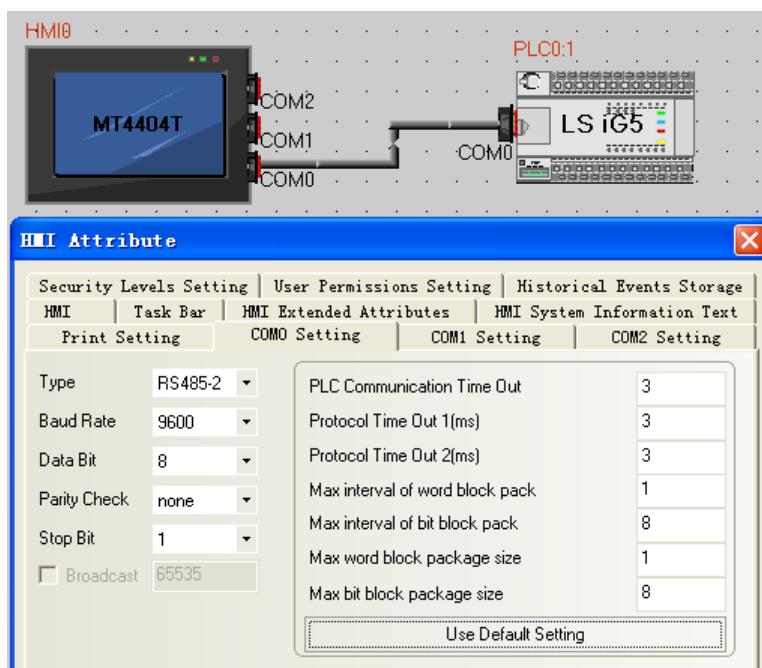 HMI0
PLC0:1
MT4404T
COM2
COM1
COM0
LS iG5
COM0
HMI Attribute
Security Levels Setting User Permissions Setting Historical Events Storage
HMI Task Bar HMI Extended Attributes HMI System Information Text
Print Setting COM0 Setting COM1 Setting COM2 Setting
Type RS485-2
Baud Rate 9600
Data Bit 8
Parity Check none
Stop Bit 1
Broadcast 65535
PLC Communication Time Out 3
Protocol Time Out 1(ms) 3
Protocol Time Out 2(ms) 3
Max interval of word block pack 1
Max interval of bit block pack 8
Max word block package size 1
Max bit block package size 8
Use Default Setting